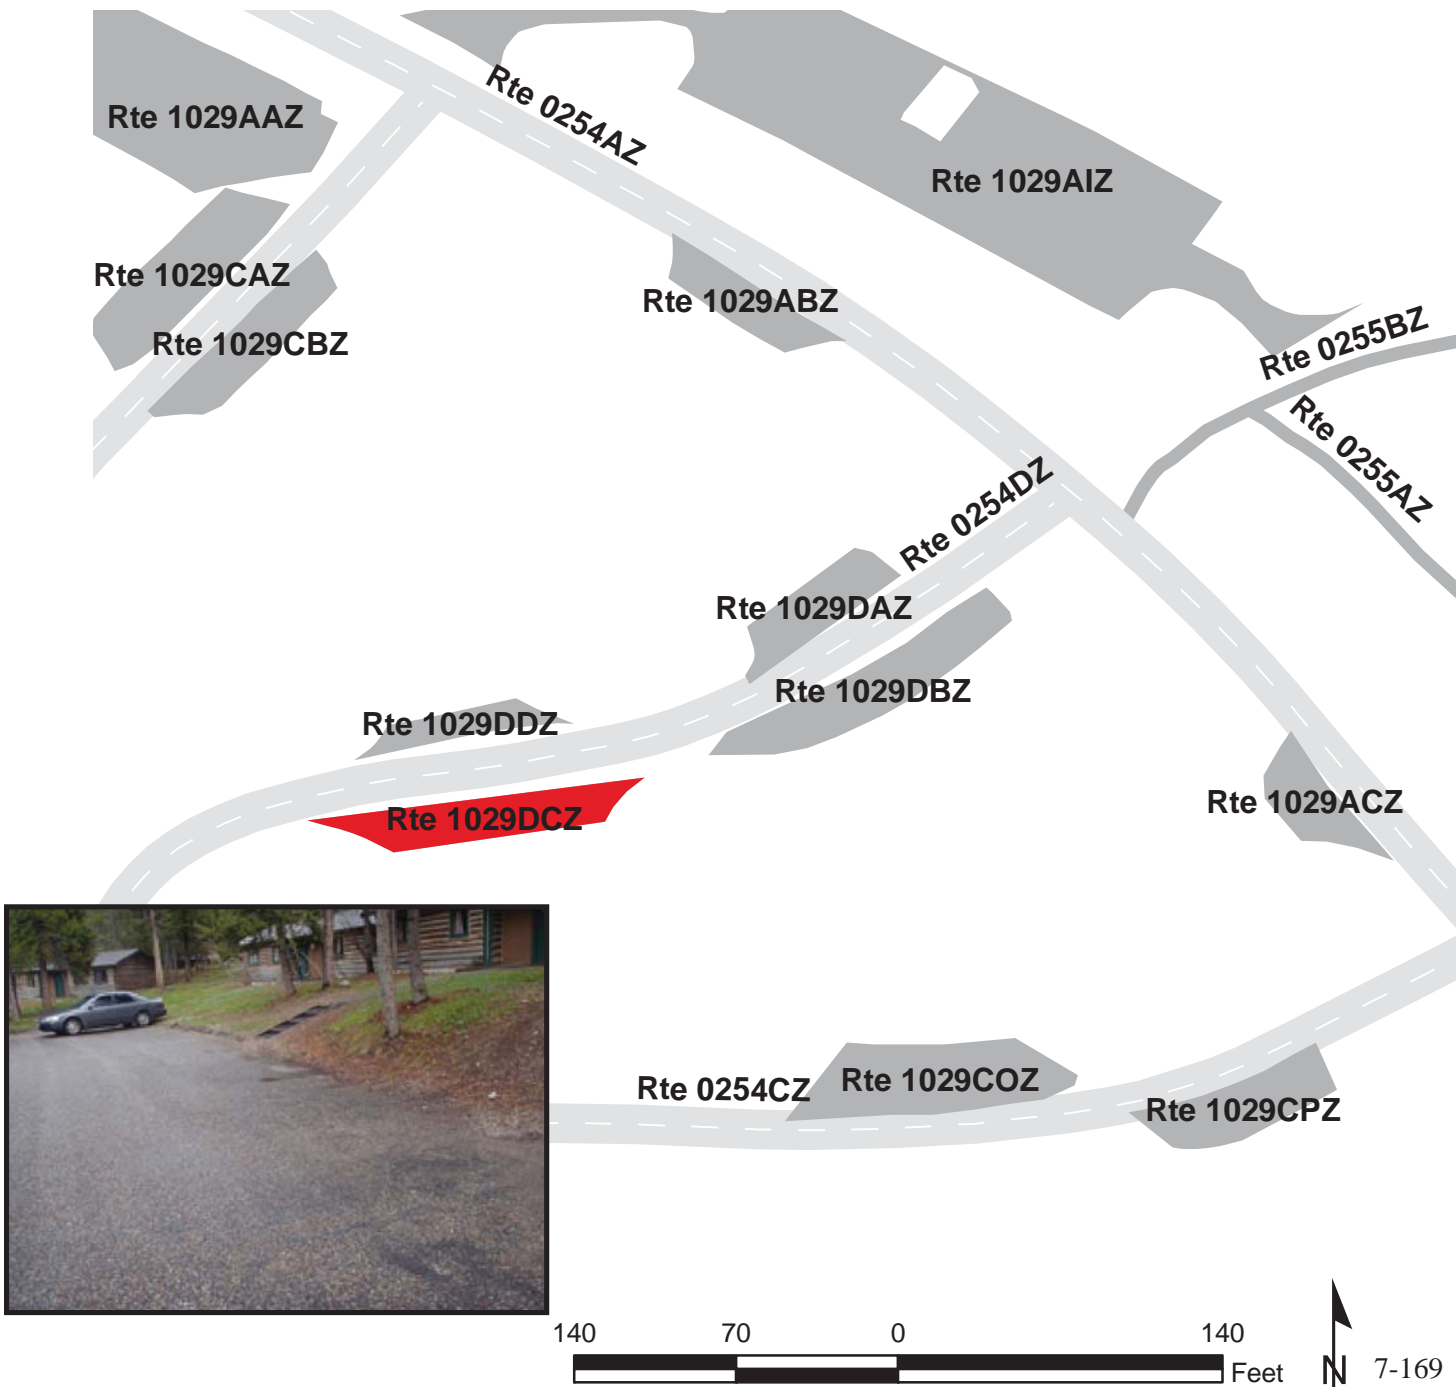 Rte 0254AZ
Rte 1029AAZ
Rte 1029AIZ
Rte 1029CAZ
Rte 1029ABZ
Rte 1029CBZ
Rte 0255BZ
Rte 0255AZ
Rte 0254DZ
Rte 1029DAZ
Rte 1029DBZ
Rte 1029DDZ
Rte 1029ACZ
Rte 1029DCZ
Rte 0254CZ
Rte 1029COZ
Rte 1029CPZ
140 70 0 140
Feet
N
7-169